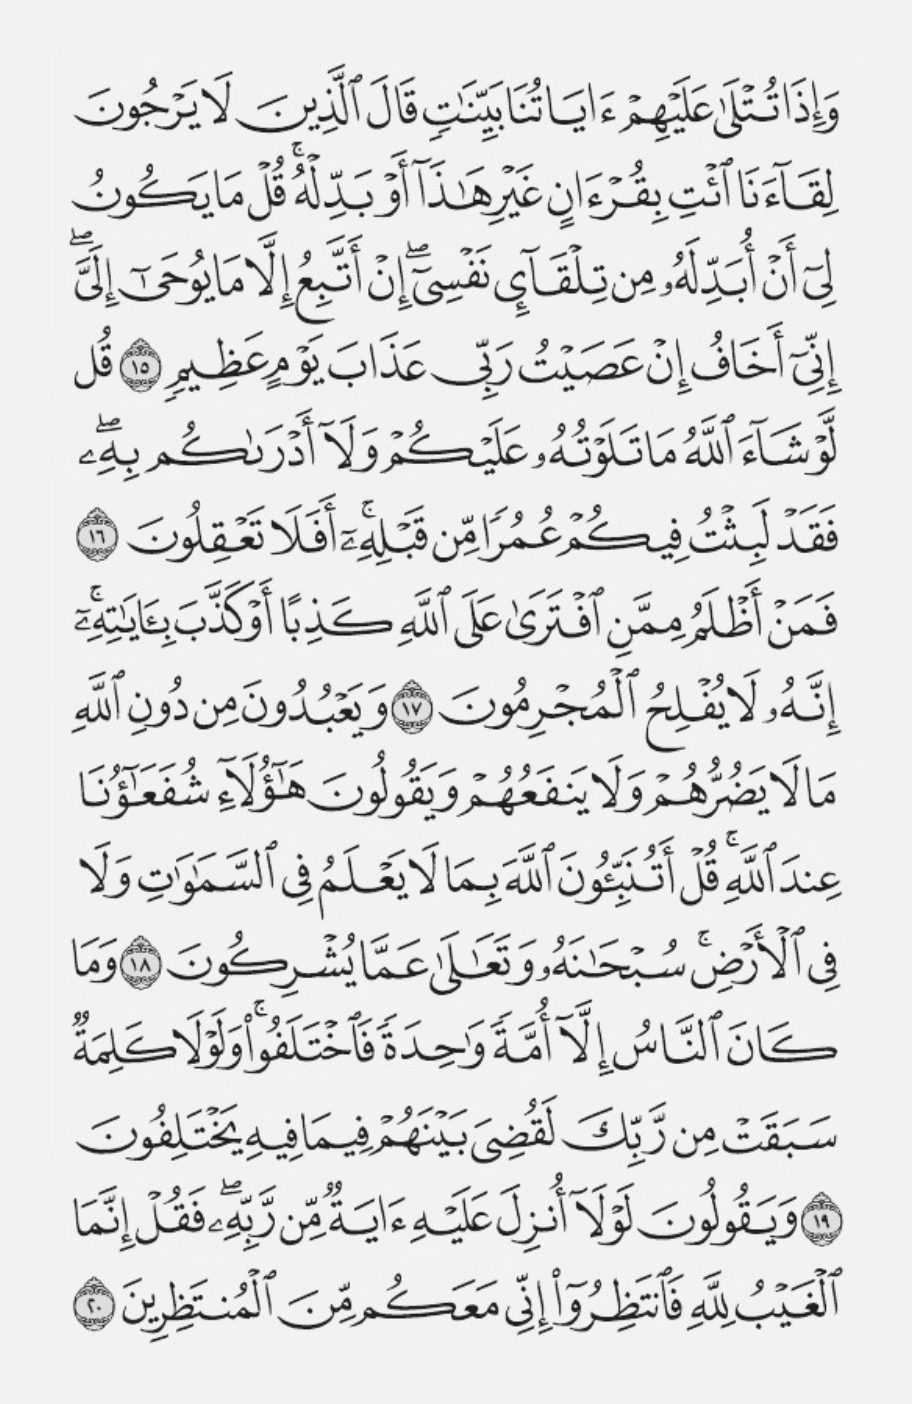 وَإِذَا تُتْلَىٰ عَلَيْهِمْ ءَايَاتُنَا بَيِّنَٰتٍۙ قَالَ ٱلَّذِينَ لَا يَرْجُونَ
لِقَآءَنَا ٱئْتِ بِقُرْءَانٍ غَيْرِ هَٰذَآ أَوْ بَدِّلْهُۚ قُلْ مَا يَكُونُ
لِىٓ أَنْ أُبَدِّلَهُۥ مِن تِلْقَآئِ نَفْسِىٓۖ إِنْ أَتَّبِعُ إِلَّا مَا يُوحَىٰٓ إِلَىَّۖ
إِنِّىٓ أَخَافُ إِنْ عَصَيْتُ رَبِّى عَذَابَ يَوْمٍ عَظِيمٍ ١٥ قُل
لَّوْ شَآءَ ٱللَّهُ مَا تَلَوْتُهُۥ عَلَيْكُمْ وَلَآ أَدْرَىٰكُم بِهِۦۖ
فَقَدْ لَبِثْتُ فِيكُمْ عُمُرًا مِّن قَبْلِهِۦٓۚ أَفَلَا تَعْقِلُونَ ١٦
فَمَنْ أَظْلَمُ مِمَّنِ ٱفْتَرَىٰ عَلَى ٱللَّهِ كَذِبًا أَوْ كَذَّبَ بِـَٔايَٰتِهِۦٓۚ
إِنَّهُۥ لَا يُفْلِحُ ٱلْمُجْرِمُونَ ١٧ وَيَعْبُدُونَ مِن دُونِ ٱللَّهِ
مَا لَا يَضُرُّهُمْ وَلَا يَنفَعُهُمْ وَيَقُولُونَ هَٰٓؤُلَآءِ شُفَعَٰٓؤُنَا
عِندَ ٱللَّهِۚ قُلْ أَتُنَبِّـُٔونَ ٱللَّهَ بِمَا لَا يَعْلَمُ فِى ٱلسَّمَٰوَٰتِ وَلَا
فِى ٱلْأَرْضِۚ سُبْحَٰنَهُۥ وَتَعَٰلَىٰ عَمَّا يُشْرِكُونَ ١٨ وَمَا
كَانَ ٱلنَّاسُ إِلَّآ أُمَّةً وَٰحِدَةً فَٱخْتَلَفُوا۟ۚ وَلَوْلَا كَلِمَةٌ
سَبَقَتْ مِن رَّبِّكَ لَقُضِىَ بَيْنَهُمْ فِيمَا فِيهِ يَخْتَلِفُونَ
١٩ وَيَقُولُونَ لَوْلَآ أُنزِلَ عَلَيْهِ ءَايَةٌ مِّن رَّبِّهِۦۖ فَقُلْ إِنَّمَا
ٱلْغَيْبُ لِلَّهِ فَٱنتَظِرُوٓا۟ إِنِّى مَعَكُم مِّنَ ٱلْمُنتَظِرِينَ ٢٠